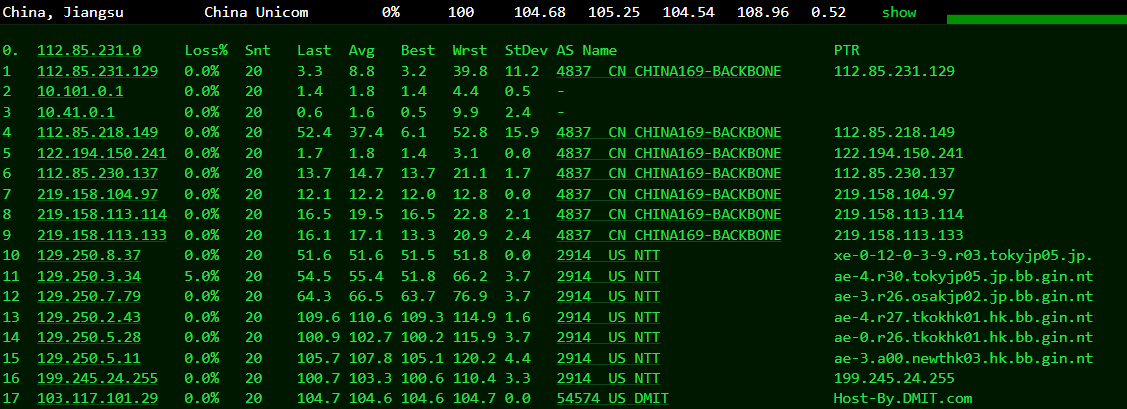 China, Jiangsu China Unicom 0% 100 104.68 105.25 104.54 108.96 0.52 show
0. 112.85.231.0 Loss% Snt Last Avg Best Wrst StDev AS Name PTR
1 112.85.231.129 0.0% 20 3.3 8.8 3.2 39.8 11.2 4837 CN CHINA169-BACKBONE 112.85.231.129
2 10.101.0.1 0.0% 20 1.4 1.8 1.4 4.4 0.5 -
3 10.41.0.1 0.0% 20 0.6 1.6 0.5 9.9 2.4 -
4 112.85.218.149 0.0% 20 52.4 37.4 6.1 52.8 15.9 4837 CN CHINA169-BACKBONE 112.85.218.149
5 122.194.150.241 0.0% 20 1.7 1.8 1.4 3.1 0.0 4837 CN CHINA169-BACKBONE 122.194.150.241
6 112.85.230.137 0.0% 20 13.7 14.7 13.7 21.1 1.7 4837 CN CHINA169-BACKBONE 112.85.230.137
7 219.158.104.97 0.0% 20 12.1 12.2 12.0 12.8 0.0 4837 CN CHINA169-BACKBONE 219.158.104.97
8 219.158.113.114 0.0% 20 16.5 19.5 16.5 22.8 2.1 4837 CN CHINA169-BACKBONE 219.158.113.114
9 219.158.113.133 0.0% 20 16.1 17.1 13.3 20.9 2.4 4837 CN CHINA169-BACKBONE 219.158.113.133
10 129.250.8.37 0.0% 20 51.6 51.6 51.5 51.8 0.0 2914 US NTT xe-0-12-0-3-9.r03.tokyjp05.jp.
11 129.250.3.34 5.0% 20 54.5 55.4 51.8 66.2 3.7 2914 US NTT ae-4.r30.tokyjp05.jp.bb.gin.nt
12 129.250.7.79 0.0% 20 64.3 66.5 63.7 76.9 3.7 2914 US NTT ae-3.r26.osakjp02.jp.bb.gin.nt
13 129.250.2.43 0.0% 20 109.6 110.6 109.3 114.9 1.6 2914 US NTT ae-4.r27.tkokhk01.hk.bb.gin.nt
14 129.250.5.28 0.0% 20 100.9 102.7 100.2 115.9 3.7 2914 US NTT ae-0.r26.tkokhk01.hk.bb.gin.nt
15 129.250.5.11 0.0% 20 105.7 107.8 105.1 120.2 4.4 2914 US NTT ae-3.a00.newthk03.hk.bb.gin.nt
16 199.245.24.255 0.0% 20 100.7 103.3 100.6 110.4 3.3 2914 US NTT 199.245.24.255
17 103.117.101.29 0.0% 20 104.7 104.6 104.6 104.7 0.0 54574 US DMIT Host-By.DMIT.com